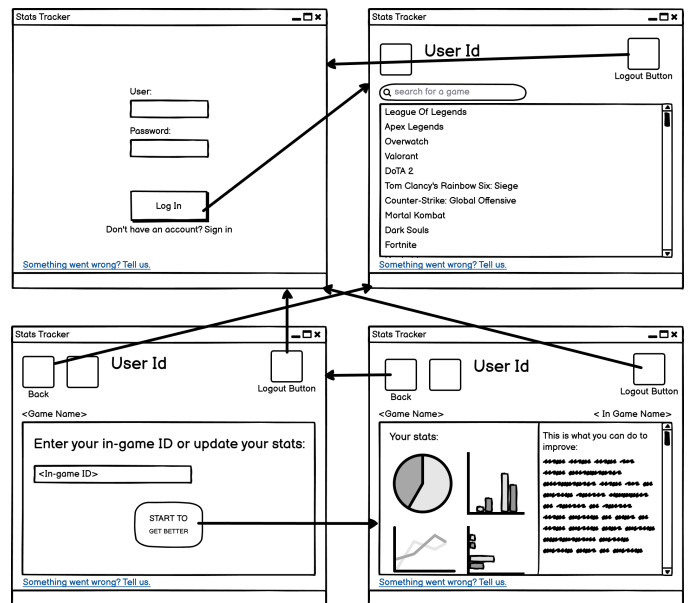 Stats Tracker
User:
Password:
Log In
Don't have an account? Sign in
Something went wrong? Tell us.
Stats Tracker
User Id
Logout Button
search for a game
League Of Legends
Apex Legends
Overwatch
Valorant
DoTA 2
Tom Clancy's Rainbow Six: Siege
Counter-Strike: Global Offensive
Mortal Kombat
Dark Souls
Fortnite
Something went wrong? Tell us.
Stats Tracker
User Id
Back
Logout Button
<Game Name>
Enter your in-game ID or update your stats:
<In-game ID>
START TO
GET BETTER
Something went wrong? Tell us.
Stats Tracker
User Id
Back
Logout Button
<Game Name>
< In Game Name>
Your stats:
This is what you can do to
improve:
Something went wrong? Tell us.